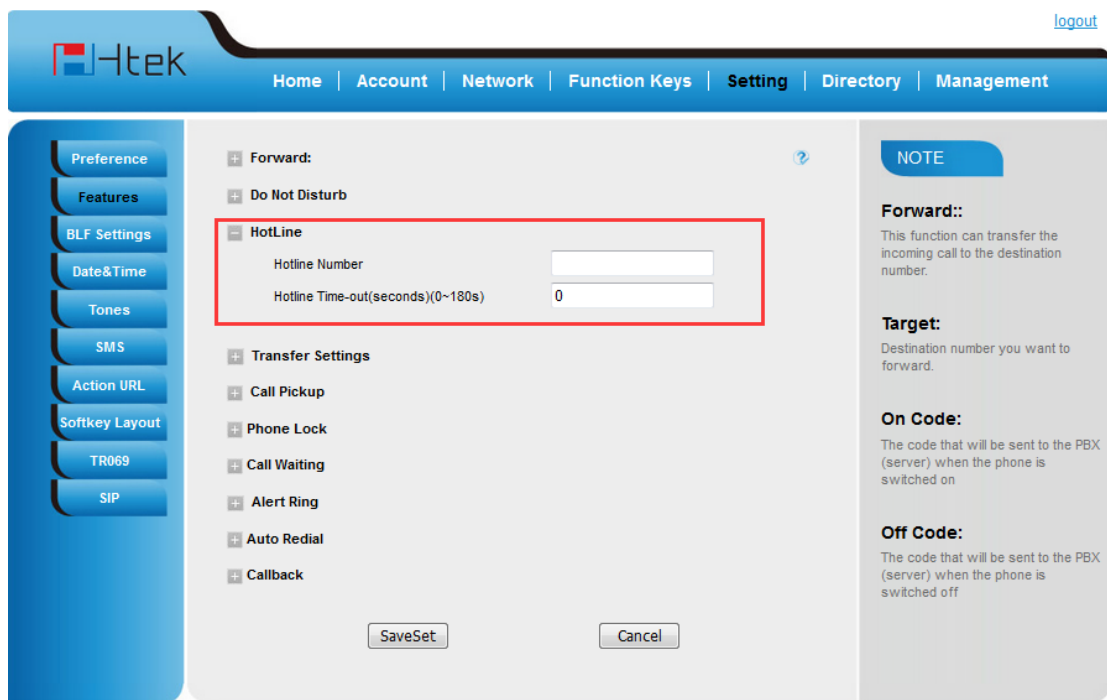 logout
Htek
Home | Account | Network | Function Keys | Setting | Directory | Management
Preference
Features
BLF Settings
Date&Time
Tones
SMS
Action URL
Softkey Layout
TR069
SIP
Forward:
Do Not Disturb
HotLine
Hotline Number
Hotline Time-out(seconds)(0~180s) 0
Transfer Settings
Call Pickup
Phone Lock
Call Waiting
Alert Ring
Auto Redial
Callback
SaveSet Cancel
NOTE
Forward::
This function can transfer the
incoming call to the destination
number.
Target:
Destination number you want to
forward.
On Code:
The code that will be sent to the PBX
(server) when the phone is
switched on
Off Code:
The code that will be sent to the PBX
(server) when the phone is
switched off